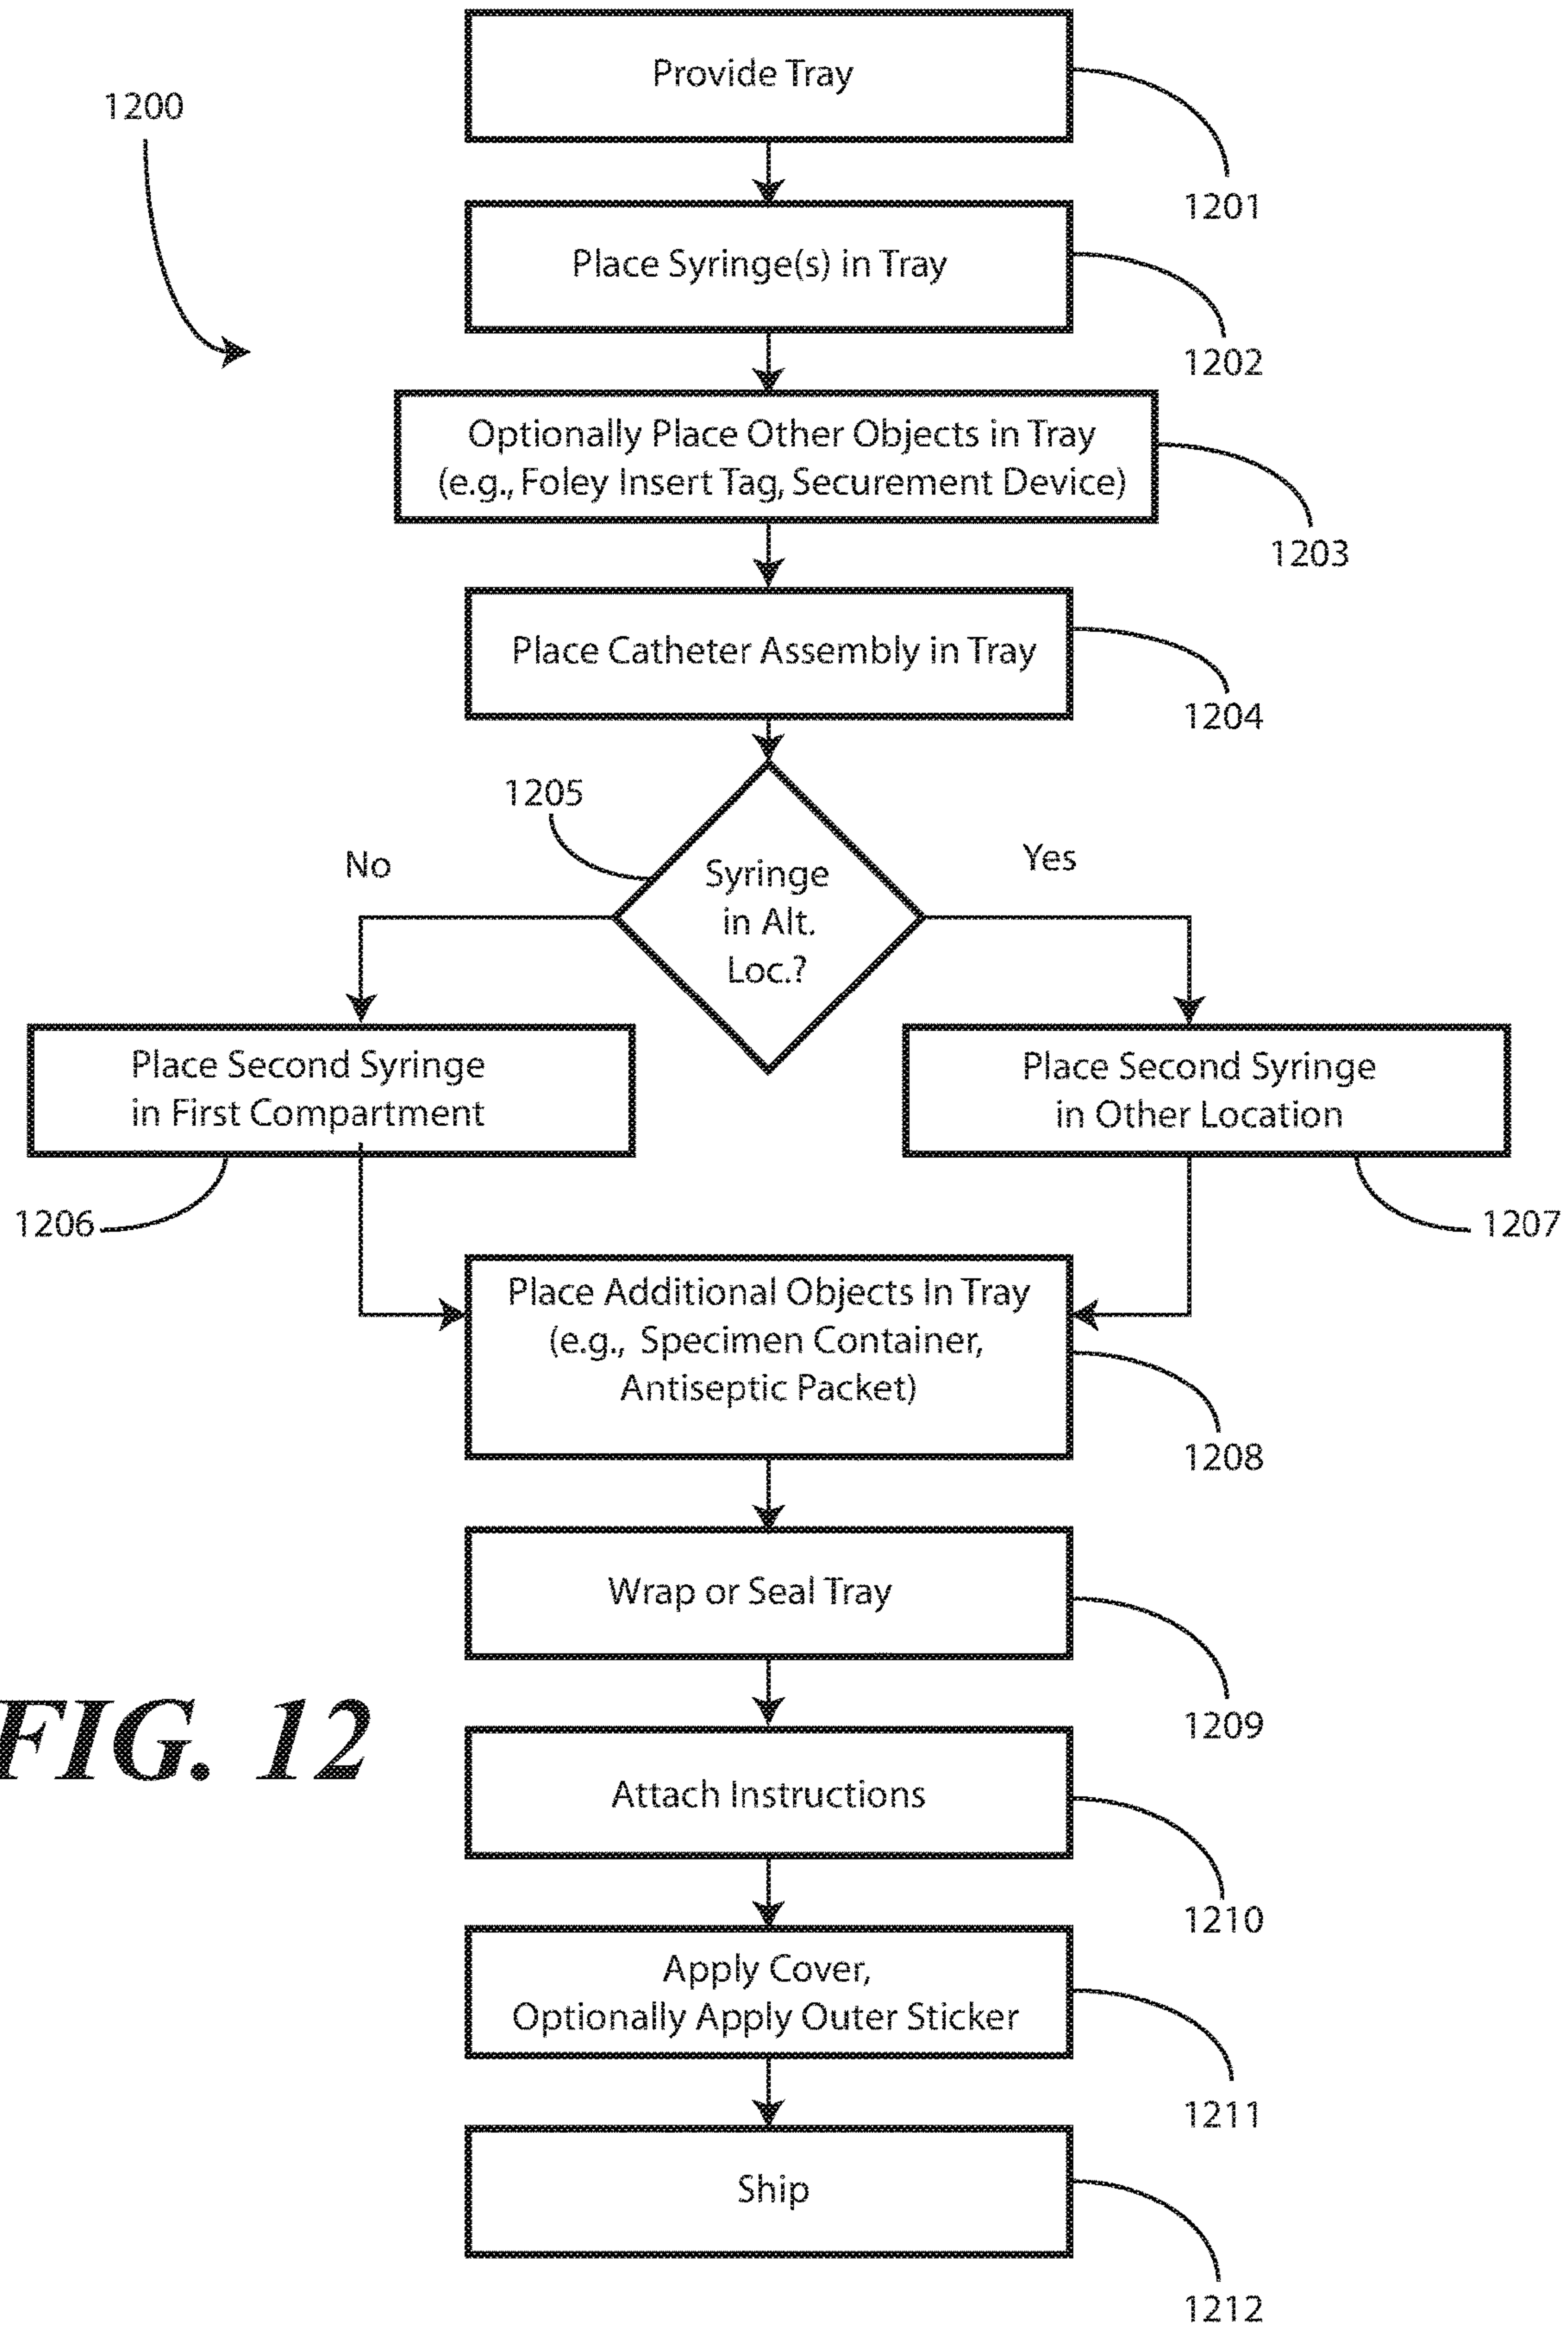 Provide Tray
1200
1201
Place Syringe(s) in Tray
1202
Optionally Place Other Objects in Tray
(e.g., Foley Insert Tag, Securement Device)
1203
Place Catheter Assembly in Tray
1204
1205
Syringe
in Alt.
Loc.?
No
Yes
Place Second Syringe
in First Compartment
1206
Place Second Syringe
in Other Location
1207
Place Additional Objects In Tray
(e.g., Specimen Container,
Antiseptic Packet)
1208
Wrap or Seal Tray
1209
FIG. 12
Attach Instructions
1210
Apply Cover,
Optionally Apply Outer Sticker
1211
Ship
1212